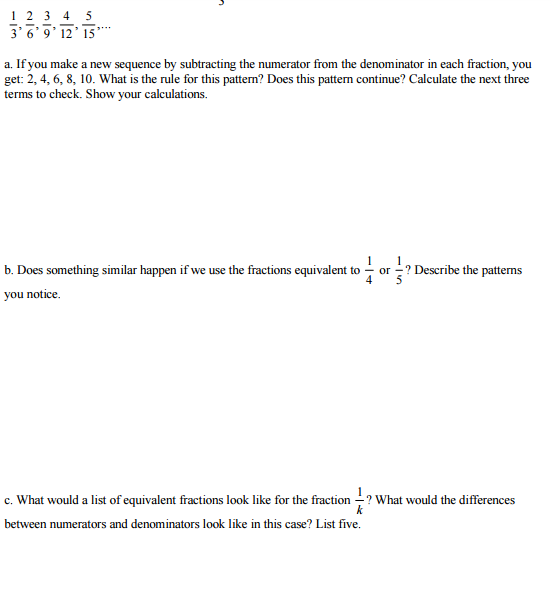 1/3, 2/6, 3/9, 4/12, 5/15, ...
a. If you make a new sequence by subtracting the numerator from the denominator in each fraction, you
get: 2, 4, 6, 8, 10. What is the rule for this pattern? Does this pattern continue? Calculate the next three
terms to check. Show your calculations.
b. Does something similar happen if we use the fractions equivalent to 1/4 or 1/5? Describe the patterns
you notice.
c. What would a list of equivalent fractions look like for the fraction 1/k? What would the differences
between numerators and denominators look like in this case? List five.